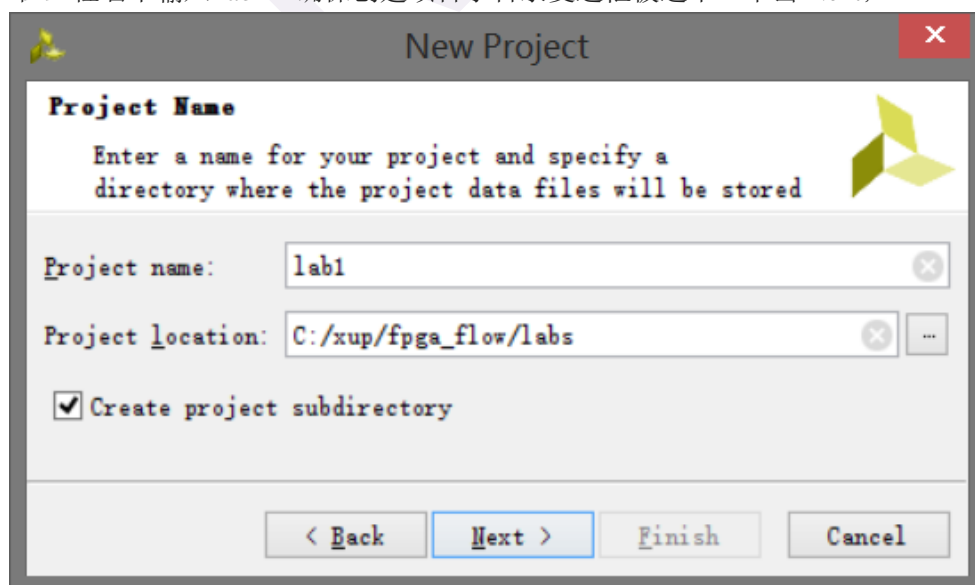 New Project
Project Name
Enter a name for your project and specify a
directory where the project data files will be stored
Project name: lab1
Project location: C:/xup/fpga_flow/labs ...
Create project subdirectory
< Back Next > Finish Cancel